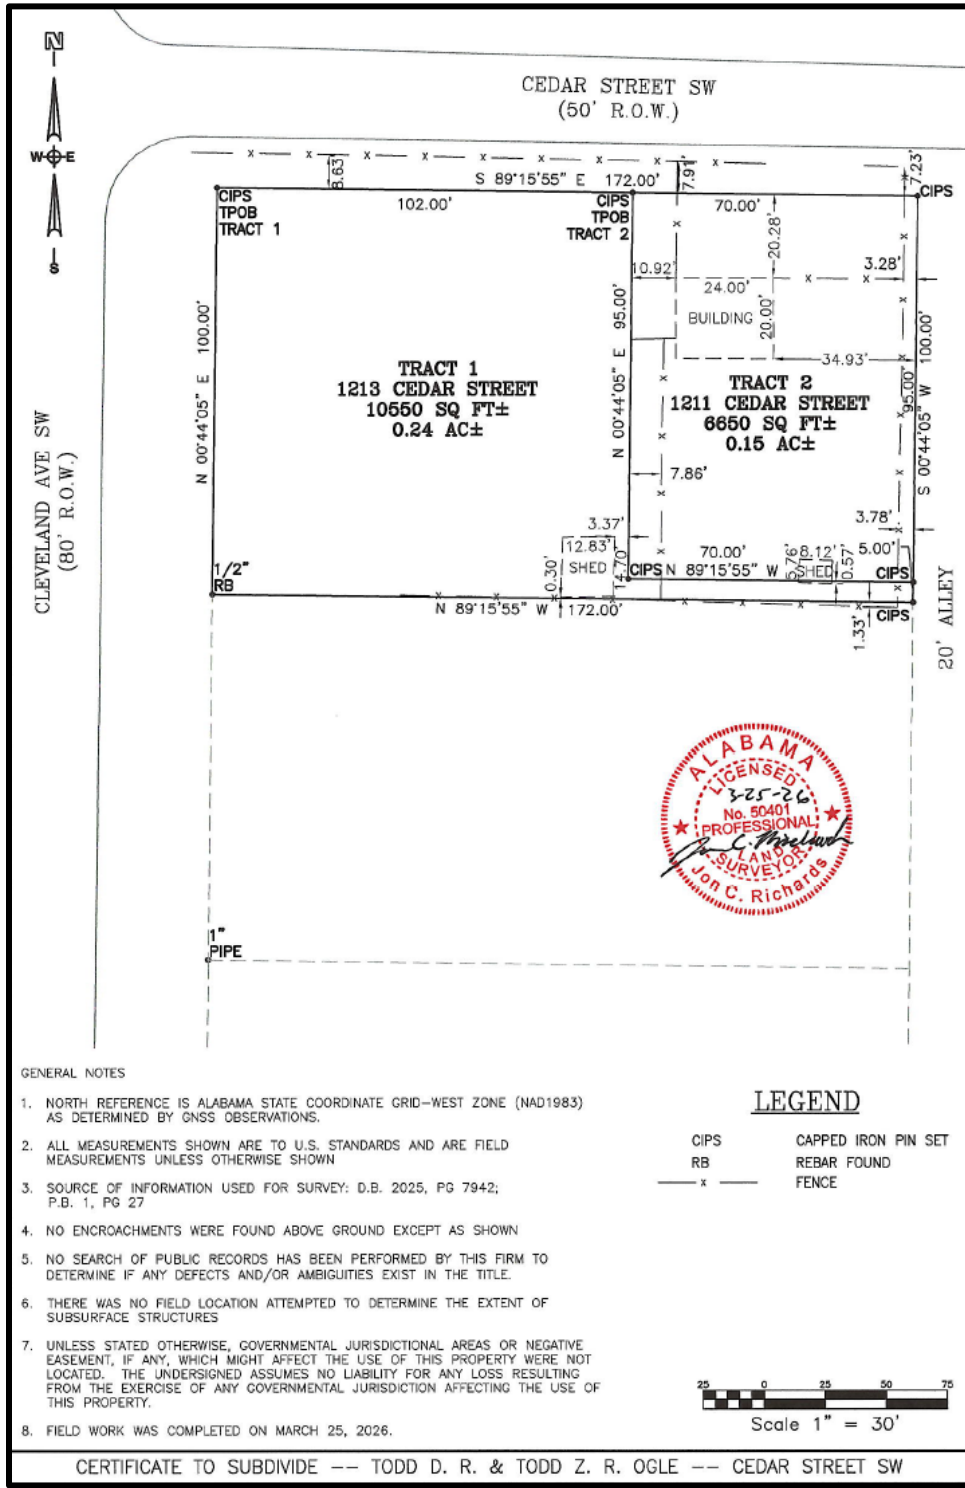 N
W E
S
CEDAR STREET SW
(50' R.O.W.)
8.63'
S 89°15'55" E 172.00'
7.91'
7.23'
CIPS
TPOB
TRACT 1
102.00'
CIPS
TPOB
TRACT 2
70.00'
CIPS
20.28'
10.92'
3.28'
24.00'
BUILDING
20.00'
34.93'
N 00°44'05" E 100.00'
N 00°44'05" E 95.00'
95.00'
S 00°44'05" W 100.00'
TRACT 1
1213 CEDAR STREET
10550 SQ FT±
0.24 AC±
TRACT 2
1211 CEDAR STREET
6650 SQ FT±
0.15 AC±
CLEVELAND AVE SW
(80' R.O.W.)
7.86'
3.37'
12.83'
SHED
0.30'
14.70'
3.78'
70.00'
5.76'
8.12'
SHED
0.57'
5.00'
1/2"
RB
CIPS
N 89°15'55" W
CIPS
N 89°15'55" W 172.00'
CIPS
1.33'
20' ALLEY
ALABAMA
LICENSED
3-25-26
No. 50401
PROFESSIONAL
LAND
SURVEYOR
Jon C. Richards
1"
PIPE
GENERAL NOTES
1. NORTH REFERENCE IS ALABAMA STATE COORDINATE GRID-WEST ZONE (NAD1983)
AS DETERMINED BY GNSS OBSERVATIONS.
2. ALL MEASUREMENTS SHOWN ARE TO U.S. STANDARDS AND ARE FIELD
MEASUREMENTS UNLESS OTHERWISE SHOWN
3. SOURCE OF INFORMATION USED FOR SURVEY: D.B. 2025, PG 7942;
P.B. 1, PG 27
4. NO ENCROACHMENTS WERE FOUND ABOVE GROUND EXCEPT AS SHOWN
5. NO SEARCH OF PUBLIC RECORDS HAS BEEN PERFORMED BY THIS FIRM TO
DETERMINE IF ANY DEFECTS AND/OR AMBIGUITIES EXIST IN THE TITLE.
6. THERE WAS NO FIELD LOCATION ATTEMPTED TO DETERMINE THE EXTENT OF
SUBSURFACE STRUCTURES
7. UNLESS STATED OTHERWISE, GOVERNMENTAL JURISDICTIONAL AREAS OR NEGATIVE
EASEMENT, IF ANY, WHICH MIGHT AFFECT THE USE OF THIS PROPERTY WERE NOT
LOCATED. THE UNDERSIGNED ASSUMES NO LIABILITY FOR ANY LOSS RESULTING
FROM THE EXERCISE OF ANY GOVERNMENTAL JURISDICTION AFFECTING THE USE OF
THIS PROPERTY.
8. FIELD WORK WAS COMPLETED ON MARCH 25, 2026.
LEGEND
CIPS CAPPED IRON PIN SET
RB REBAR FOUND
x FENCE
25 0 25 50 75
Scale 1" = 30'
CERTIFICATE TO SUBDIVIDE -- TODD D. R. & TODD Z. R. OGLE -- CEDAR STREET SW